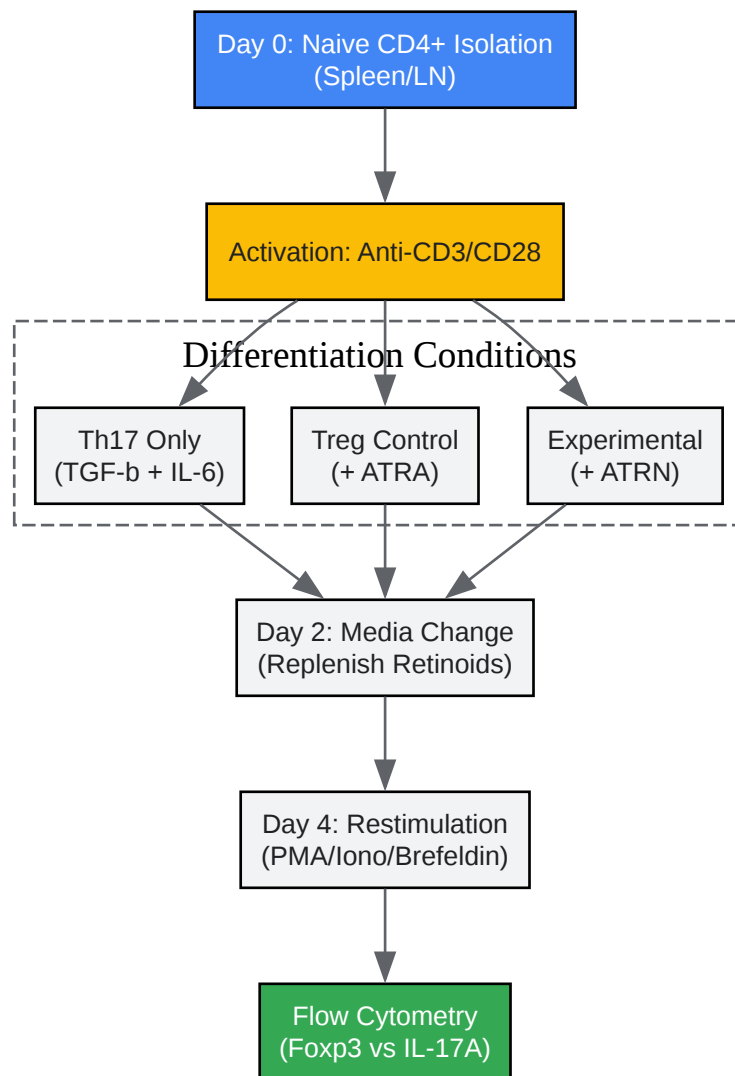 Day 0: Naive CD4+ Isolation
(Spleen/LN)
Activation: Anti-CD3/CD28
Differentiation Conditions
Th17 Only
(TGF-b + IL-6)
Treg Control
(+ ATRA)
Experimental
(+ ATRN)
Day 2: Media Change
(Replenish Retinoids)
Day 4: Restimulation
(PMA/Iono/Brefeldin)
Flow Cytometry
(Foxp3 vs IL-17A)